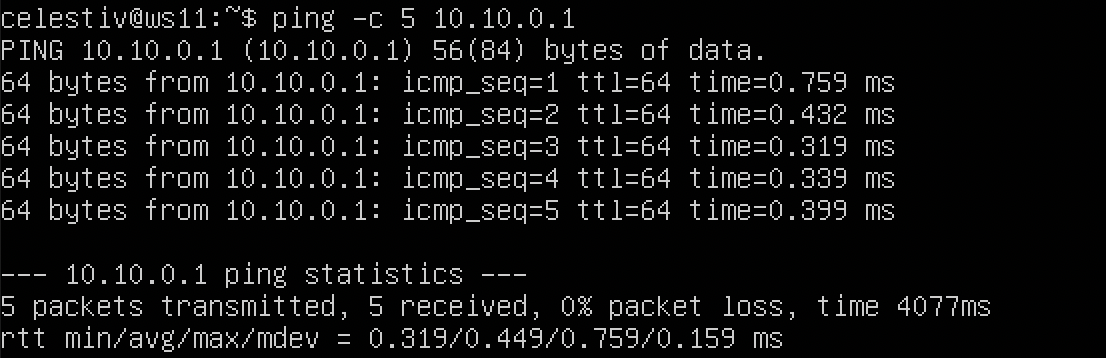 celestiv@ws11:~$ ping -c 5 10.10.0.1
PING 10.10.0.1 (10.10.0.1) 56(84) bytes of data.
64 bytes from 10.10.0.1: icmp_seq=1 ttl=64 time=0.759 ms
64 bytes from 10.10.0.1: icmp_seq=2 ttl=64 time=0.432 ms
64 bytes from 10.10.0.1: icmp_seq=3 ttl=64 time=0.319 ms
64 bytes from 10.10.0.1: icmp_seq=4 ttl=64 time=0.339 ms
64 bytes from 10.10.0.1: icmp_seq=5 ttl=64 time=0.399 ms
--- 10.10.0.1 ping statistics ---
5 packets transmitted, 5 received, 0% packet loss, time 4077ms
rtt min/avg/max/mdev = 0.319/0.449/0.759/0.159 ms